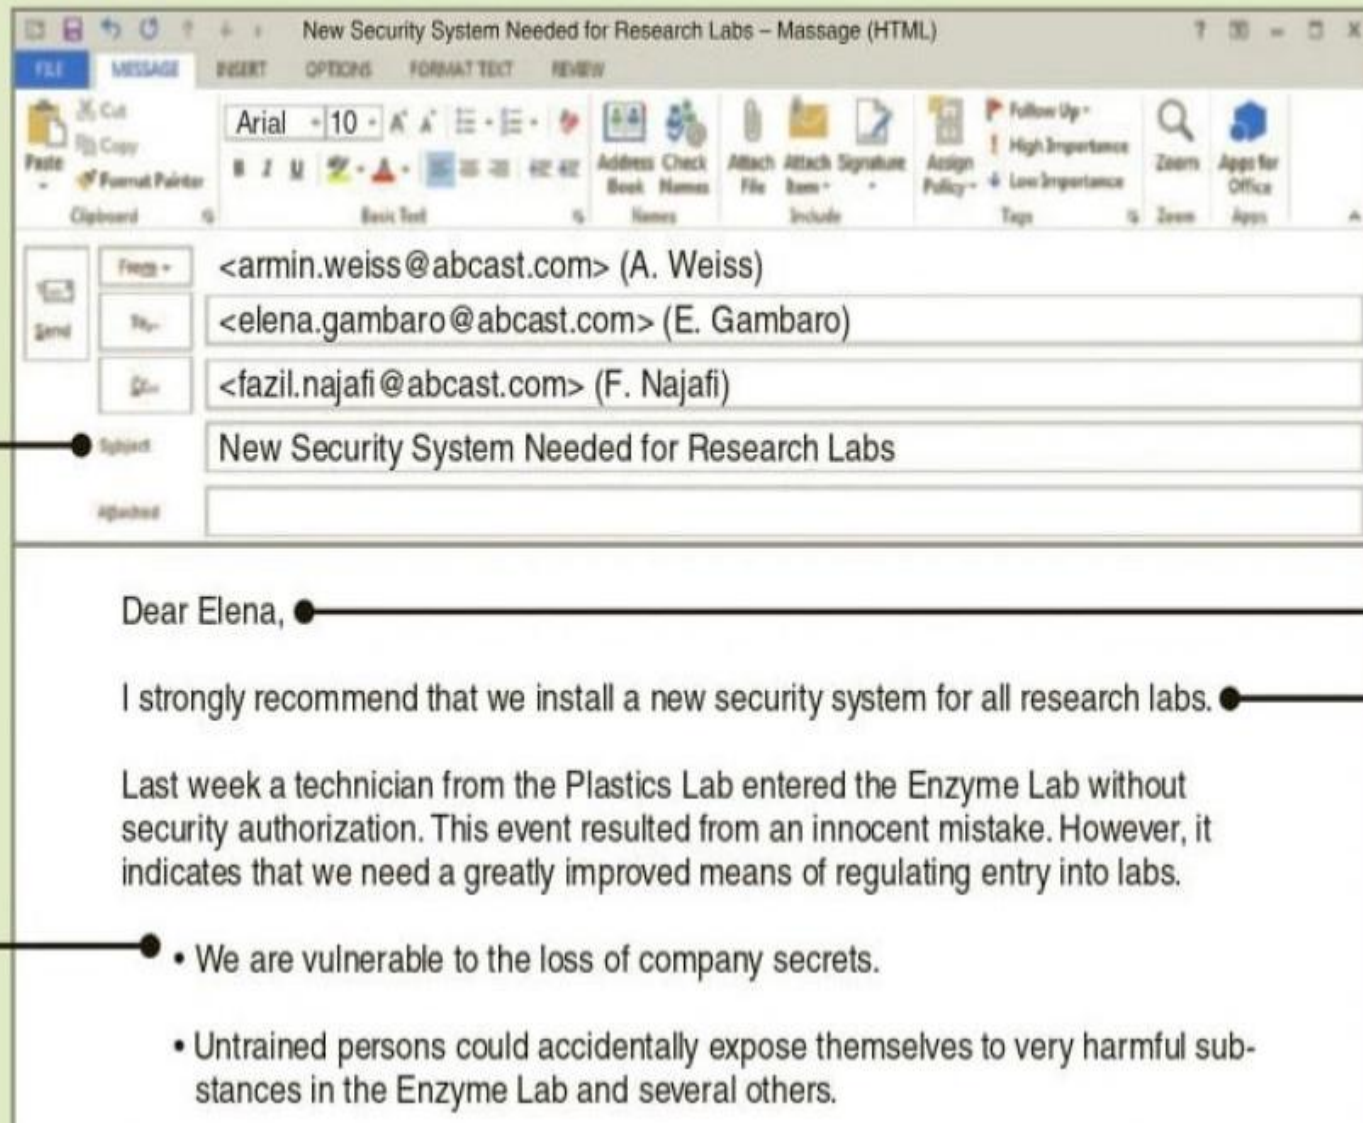 New Security System Needed for Research Labs – Massage (HTML)
FILE MESSAGE INSERT OPTIONS FORMAT TEXT REVIEW
Cut
Copy
Paste
Format Painter
Clipboard
Arial 10
B I U
Basic Text
Address Book
Check Names
Names
Attach File
Attach Item
Signature
Include
Assign Policy
Follow Up
High Importance
Low Importance
Tags
Zoom
Zoom
Apps for Office
Apps
Send
From
<armin.weiss@abcast.com> (A. Weiss)
To...
<elena.gambaro@abcast.com> (E. Gambaro)
<fazil.najafi@abcast.com> (F. Najafi)
Subject
New Security System Needed for Research Labs
Attached
Dear Elena,
I strongly recommend that we install a new security system for all research labs.
Last week a technician from the Plastics Lab entered the Enzyme Lab without
security authorization. This event resulted from an innocent mistake. However, it
indicates that we need a greatly improved means of regulating entry into labs.
• We are vulnerable to the loss of company secrets.
• Untrained persons could accidentally expose themselves to very harmful sub-
stances in the Enzyme Lab and several others.